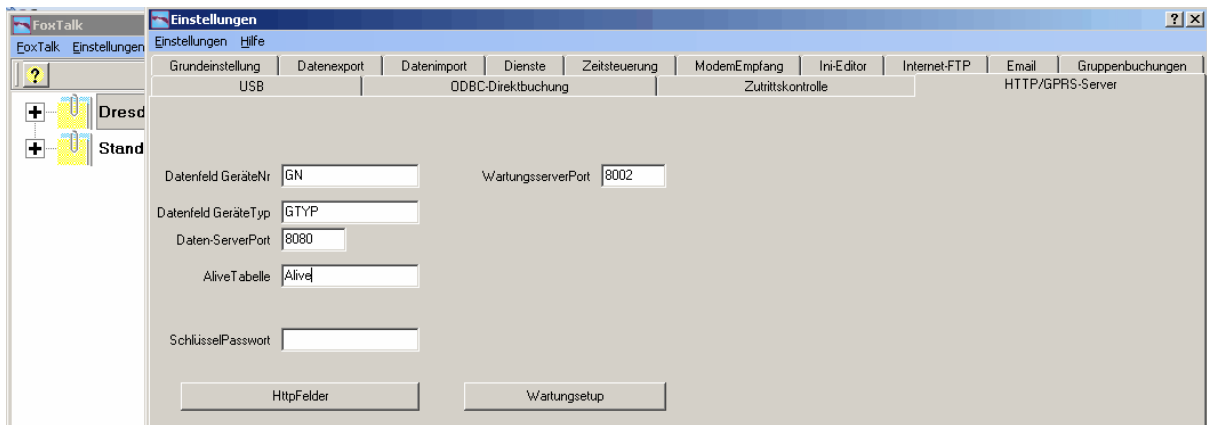 FoxTalk
FoxTalk Einstellungen
?
Dresd
Stand
Einstellungen
Einstellungen Hilfe
Grundeinstellung Datenexport Datenimport Dienste Zeitsteuerung ModemEmpfang Ini-Editor Internet-FTP Email Gruppenbuchungen
USB ODBC-Direktbuchung Zutrittskontrolle HTTP/GPRS-Server
Datenfeld GeräteNr GN WartungsserverPort 8002
Datenfeld GeräteTyp GTYP
Daten-ServerPort 8080
AliveTabelle Alive
SchlüsselPasswort
HttpFelder Wartungsetup